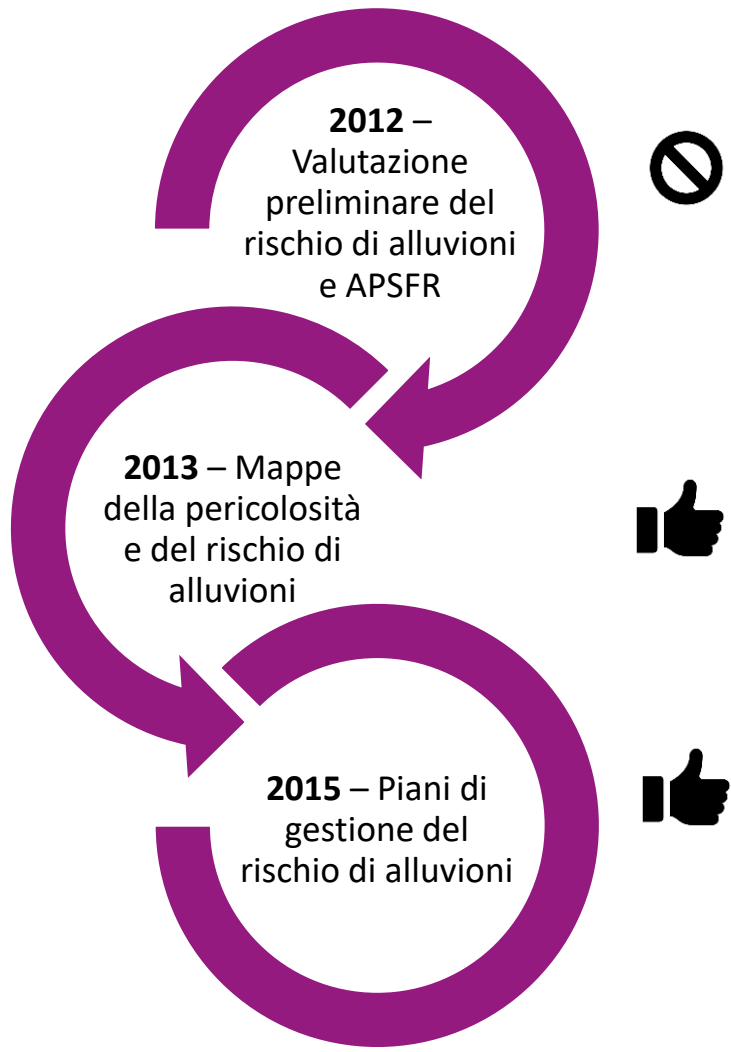 2012 –
Valutazione
preliminare del
rischio di alluvioni
e APSFR
2013 – Mappe
della pericolosità
e del rischio di
alluvioni
2015 – Piani di
gestione del
rischio di alluvioni